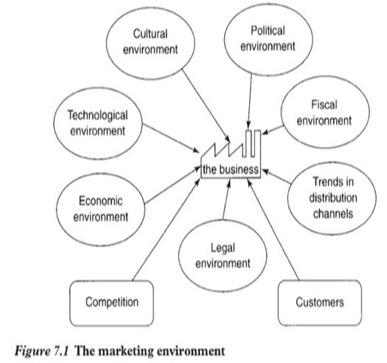 Cultural
environment
Political
environment
Technological
environment
Fiscal
environment
the business
Economic
environment
Trends in
distribution
channels
Legal
environment
Competition
Customers
Figure 7.1 The marketing environment